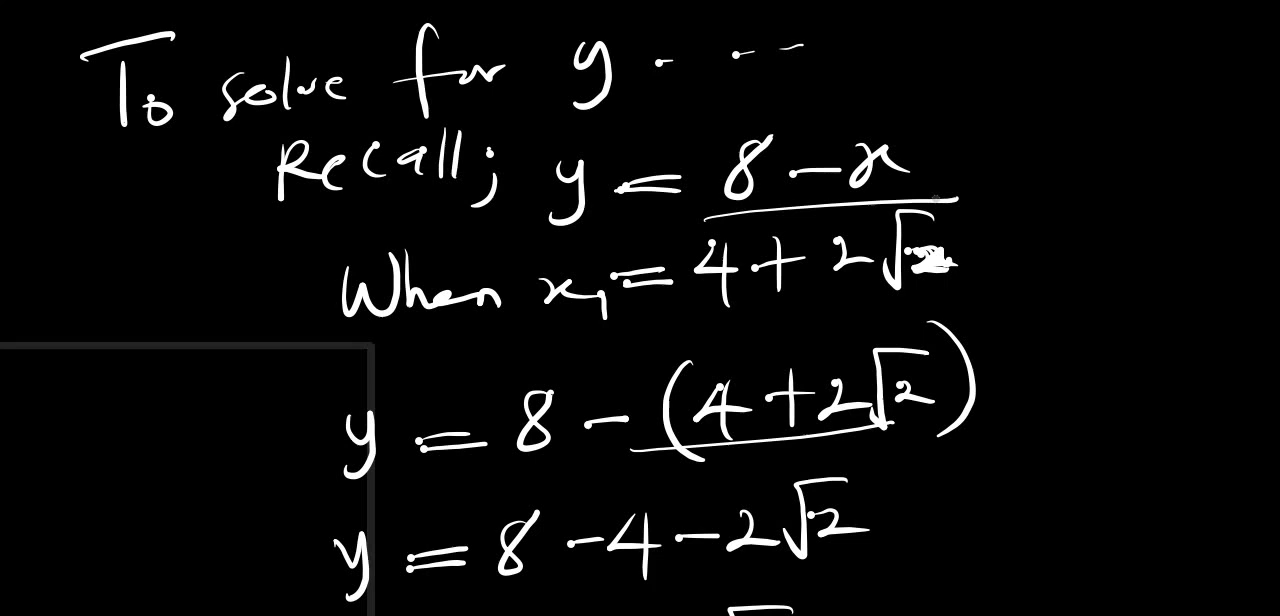 To solve for y . . –
Recall; y = 8 - x
When x₁ = 4 + 2√2
y = 8 - (4 + 2√2)
y = 8 - 4 - 2√2